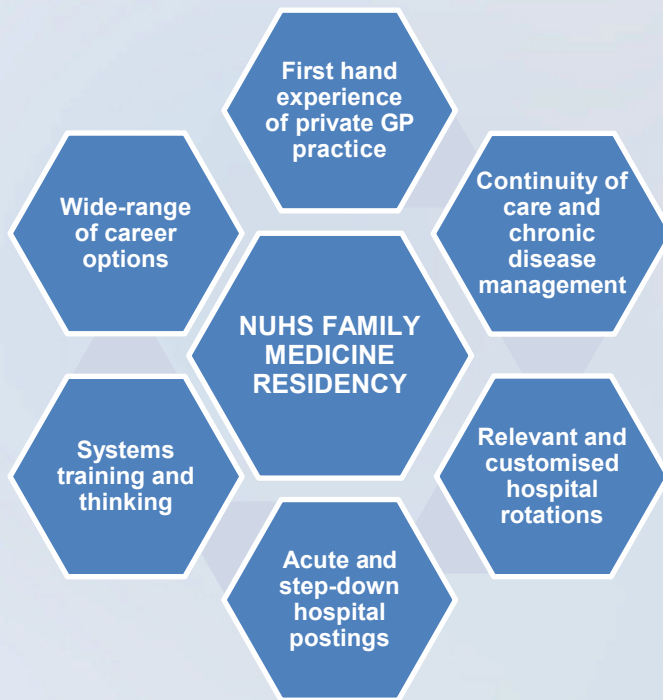 First hand
experience
of private GP
practice
Wide-range
of career
options
Continuity of
care and
chronic
disease
management
NUHS FAMILY
MEDICINE
RESIDENCY
Systems
training and
thinking
Relevant and
customised
hospital
rotations
Acute and
step-down
hospital
postings